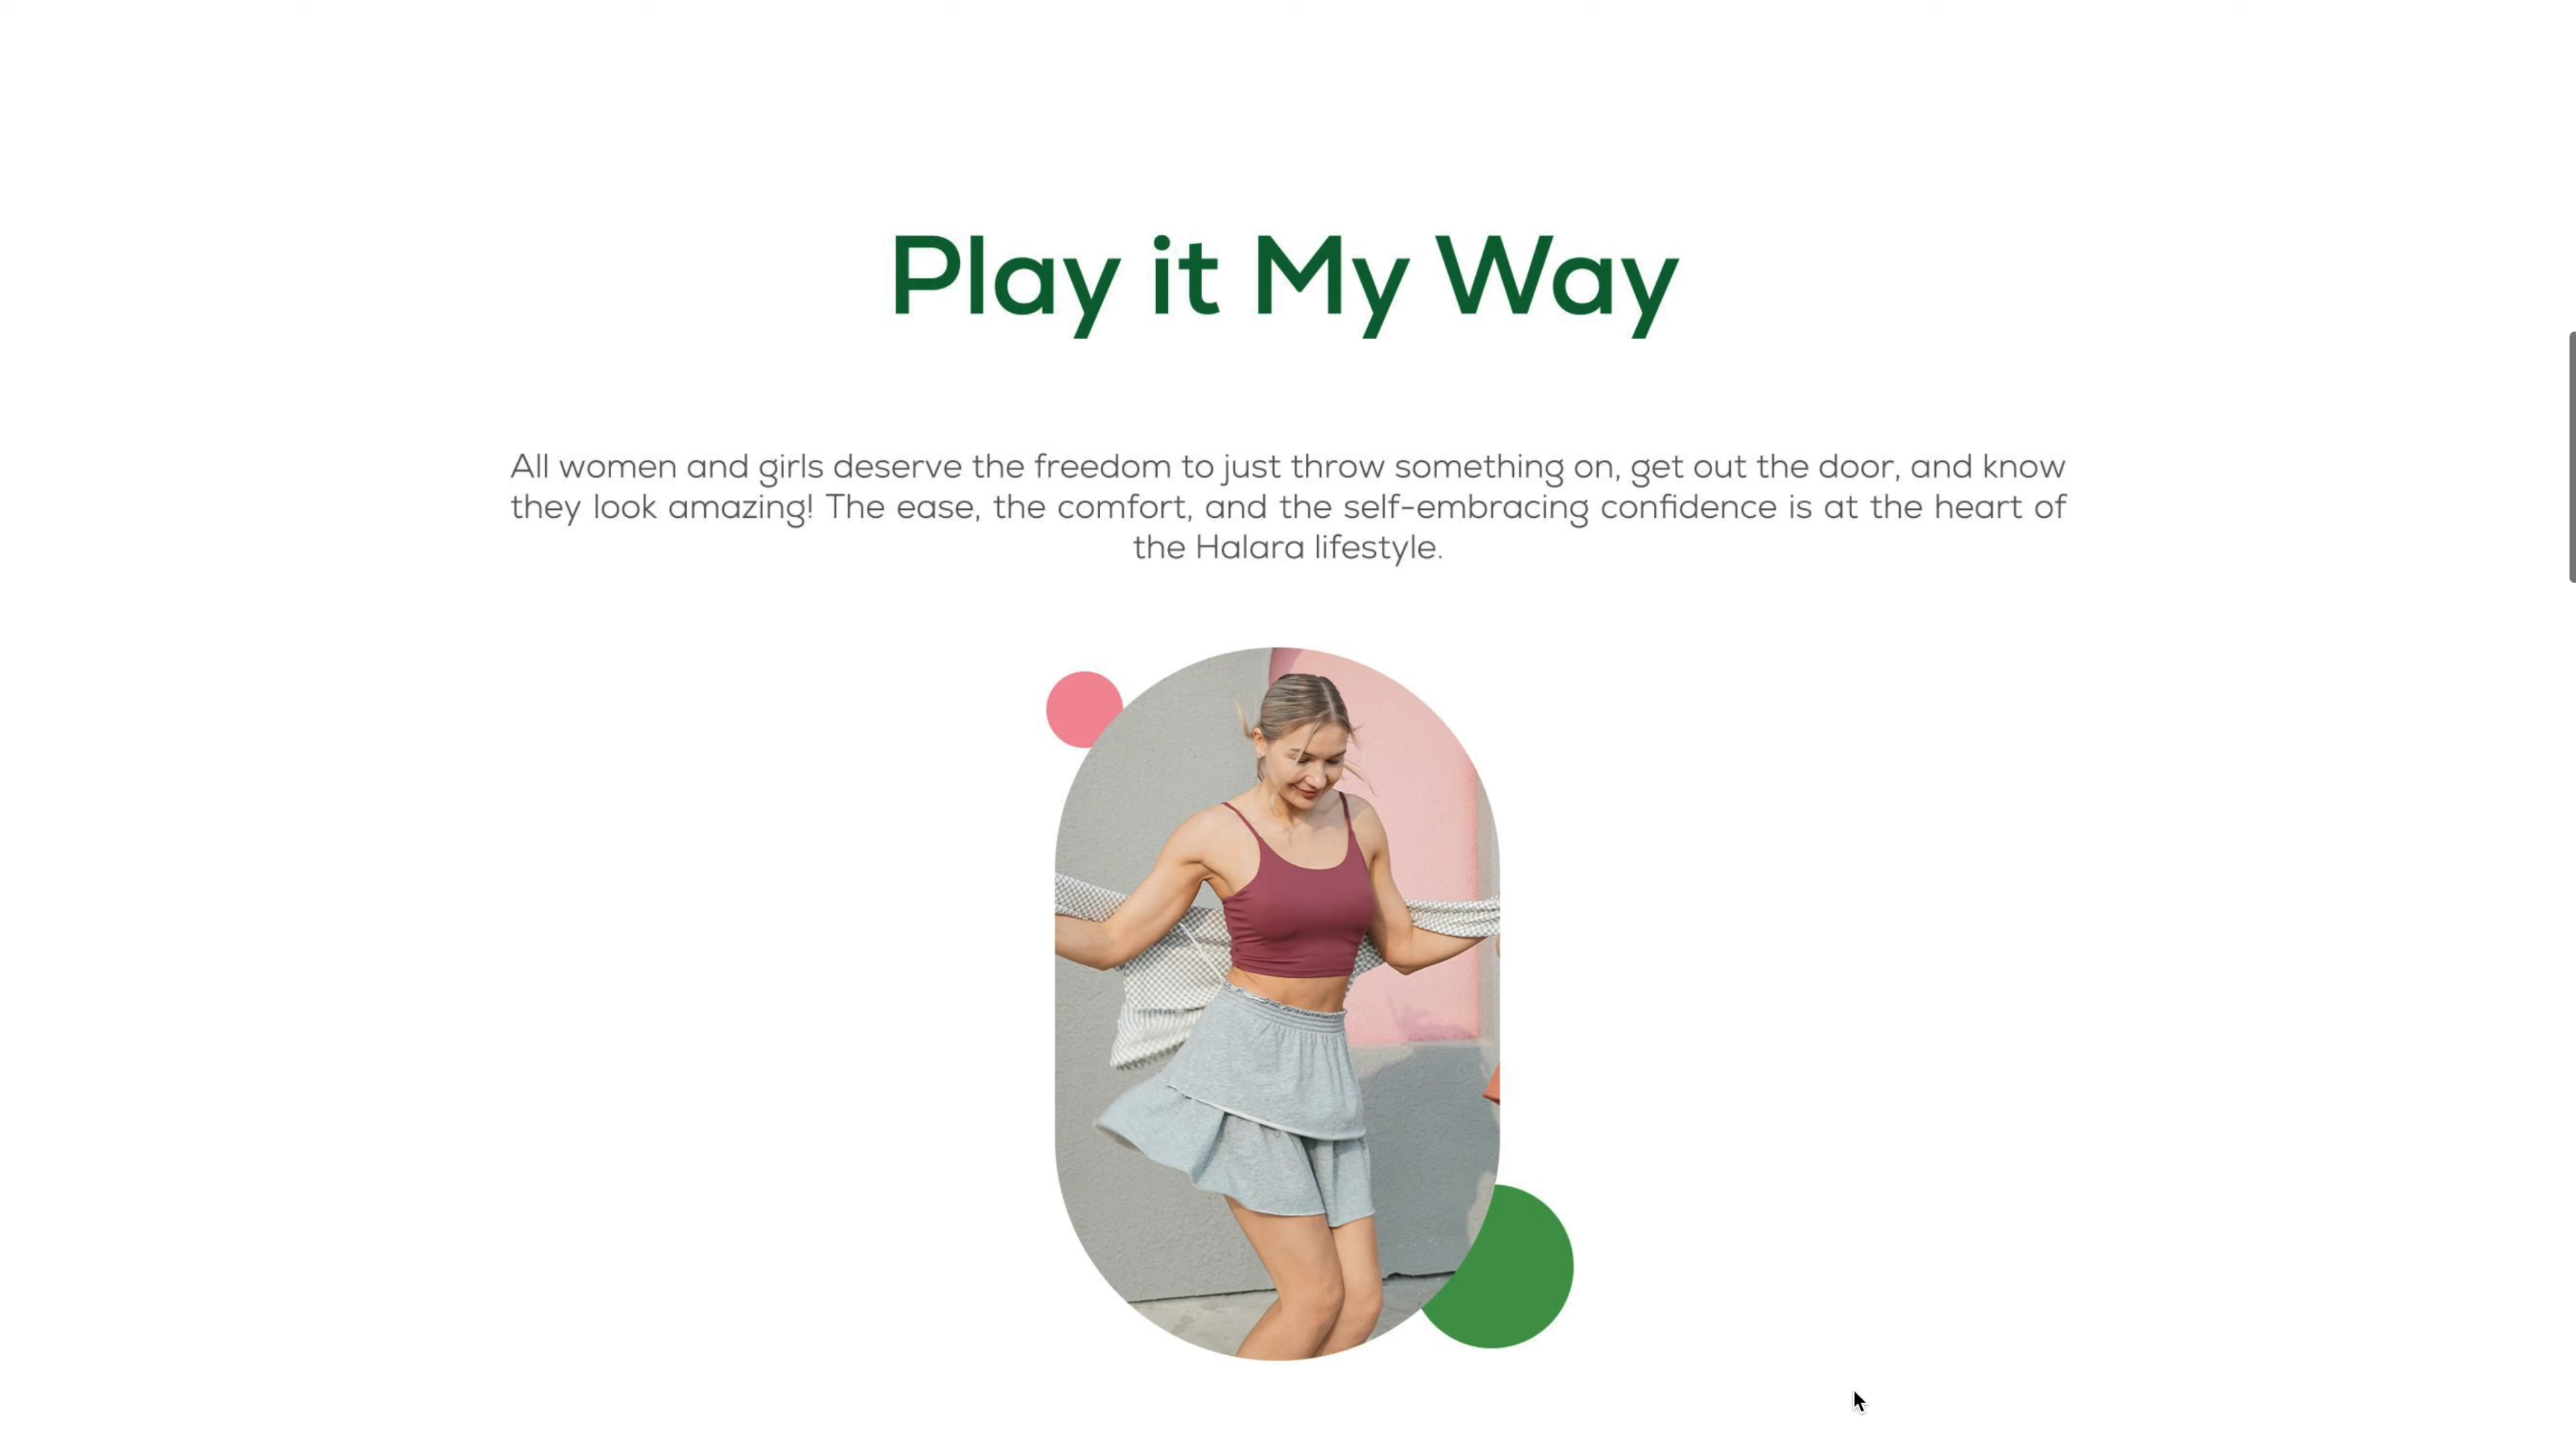 Play it My Way
All women and girls deserve the freedom to just throw something on, get out the door, and know
they look amazing! The ease, the comfort, and the self-embracing confidence is at the heart of
the Halara lifestyle.